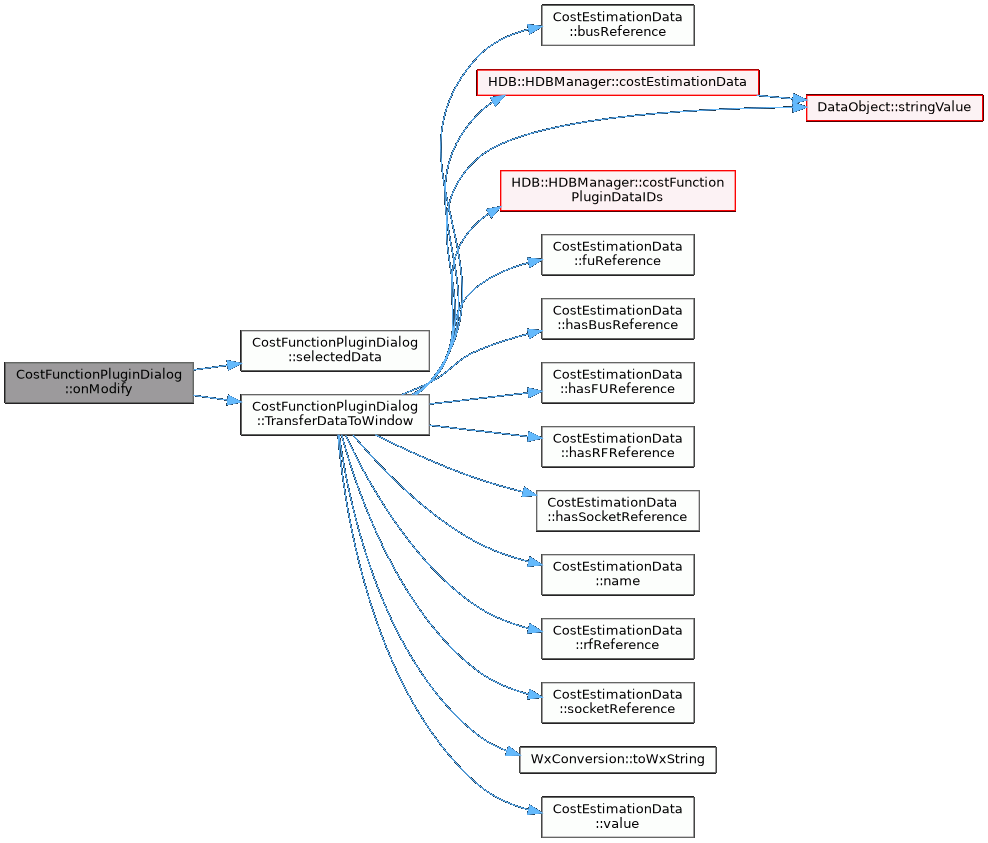 CostEstimationData
::busReference
HDB::HDBManager::costEstimationData
DataObject::stringValue
HDB::HDBManager::costFunction
PluginDataIDs
CostEstimationData
::fuReference
CostEstimationData
::hasBusReference
CostFunctionPluginDialog
::selectedData
CostFunctionPluginDialog
::onModify
CostEstimationData
::hasFUReference
CostFunctionPluginDialog
::TransferDataToWindow
CostEstimationData
::hasRFReference
CostEstimationData
::hasSocketReference
CostEstimationData
::name
CostEstimationData
::rfReference
CostEstimationData
::socketReference
WxConversion::toWxString
CostEstimationData
::value